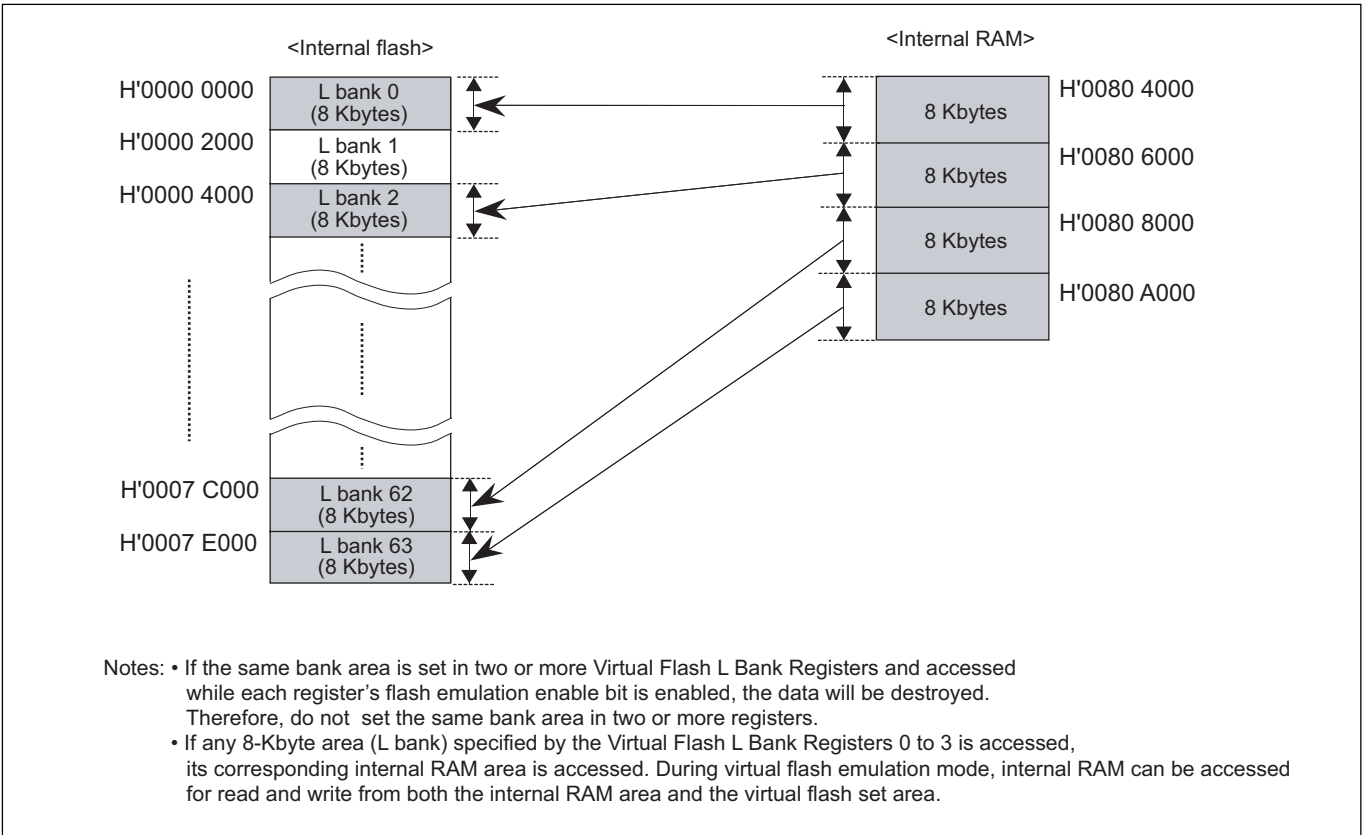 <Internal flash>
<Internal RAM>
H'0000 0000
L bank 0
(8 Kbytes)
H'0000 2000
L bank 1
(8 Kbytes)
H'0000 4000
L bank 2
(8 Kbytes)
H'0007 C000
L bank 62
(8 Kbytes)
H'0007 E000
L bank 63
(8 Kbytes)
8 Kbytes
H'0080 4000
8 Kbytes
H'0080 6000
8 Kbytes
H'0080 8000
8 Kbytes
H'0080 A000
Notes: • If the same bank area is set in two or more Virtual Flash L Bank Registers and accessed
while each register's flash emulation enable bit is enabled, the data will be destroyed.
Therefore, do not set the same bank area in two or more registers.
• If any 8-Kbyte area (L bank) specified by the Virtual Flash L Bank Registers 0 to 3 is accessed,
its corresponding internal RAM area is accessed. During virtual flash emulation mode, internal RAM can be accessed
for read and write from both the internal RAM area and the virtual flash set area.